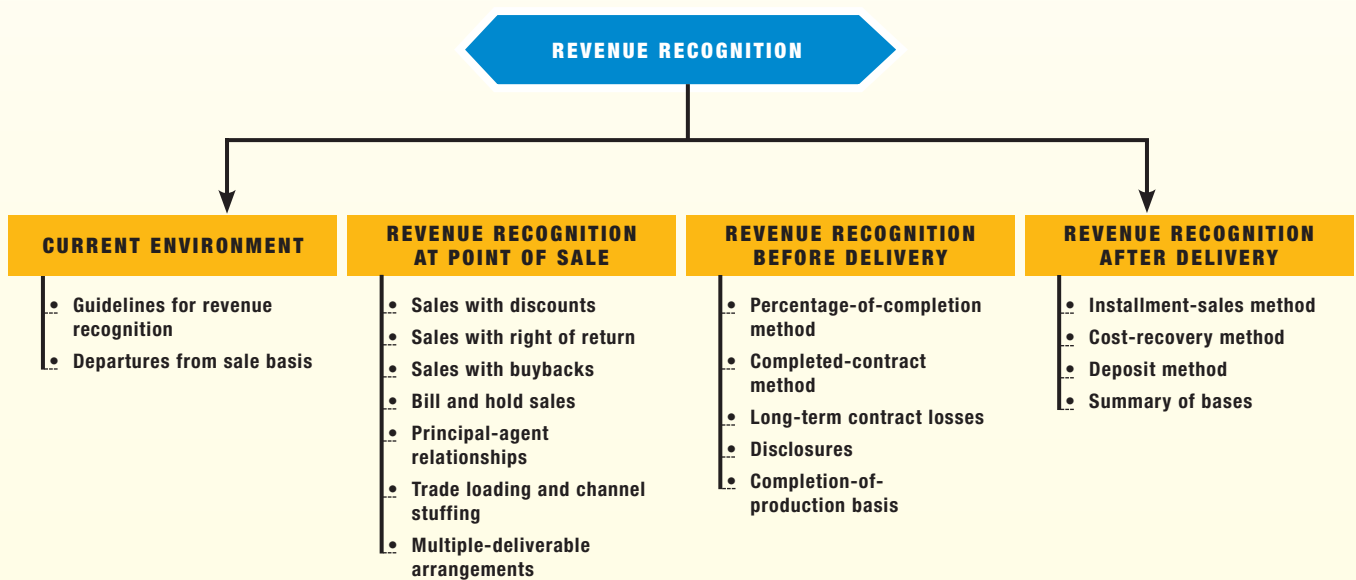 REVENUE RECOGNITION
CURRENT ENVIRONMENT
• Guidelines for revenue
recognition
• Departures from sale basis
REVENUE RECOGNITION
AT POINT OF SALE
• Sales with discounts
• Sales with right of return
• Sales with buybacks
• Bill and hold sales
• Principal-agent
relationships
• Trade loading and channel
stuffing
• Multiple-deliverable
arrangements
REVENUE RECOGNITION
BEFORE DELIVERY
• Percentage-of-completion
method
• Completed-contract
method
• Long-term contract losses
• Disclosures
• Completion-of-
production basis
REVENUE RECOGNITION
AFTER DELIVERY
• Installment-sales method
• Cost-recovery method
• Deposit method
• Summary of bases